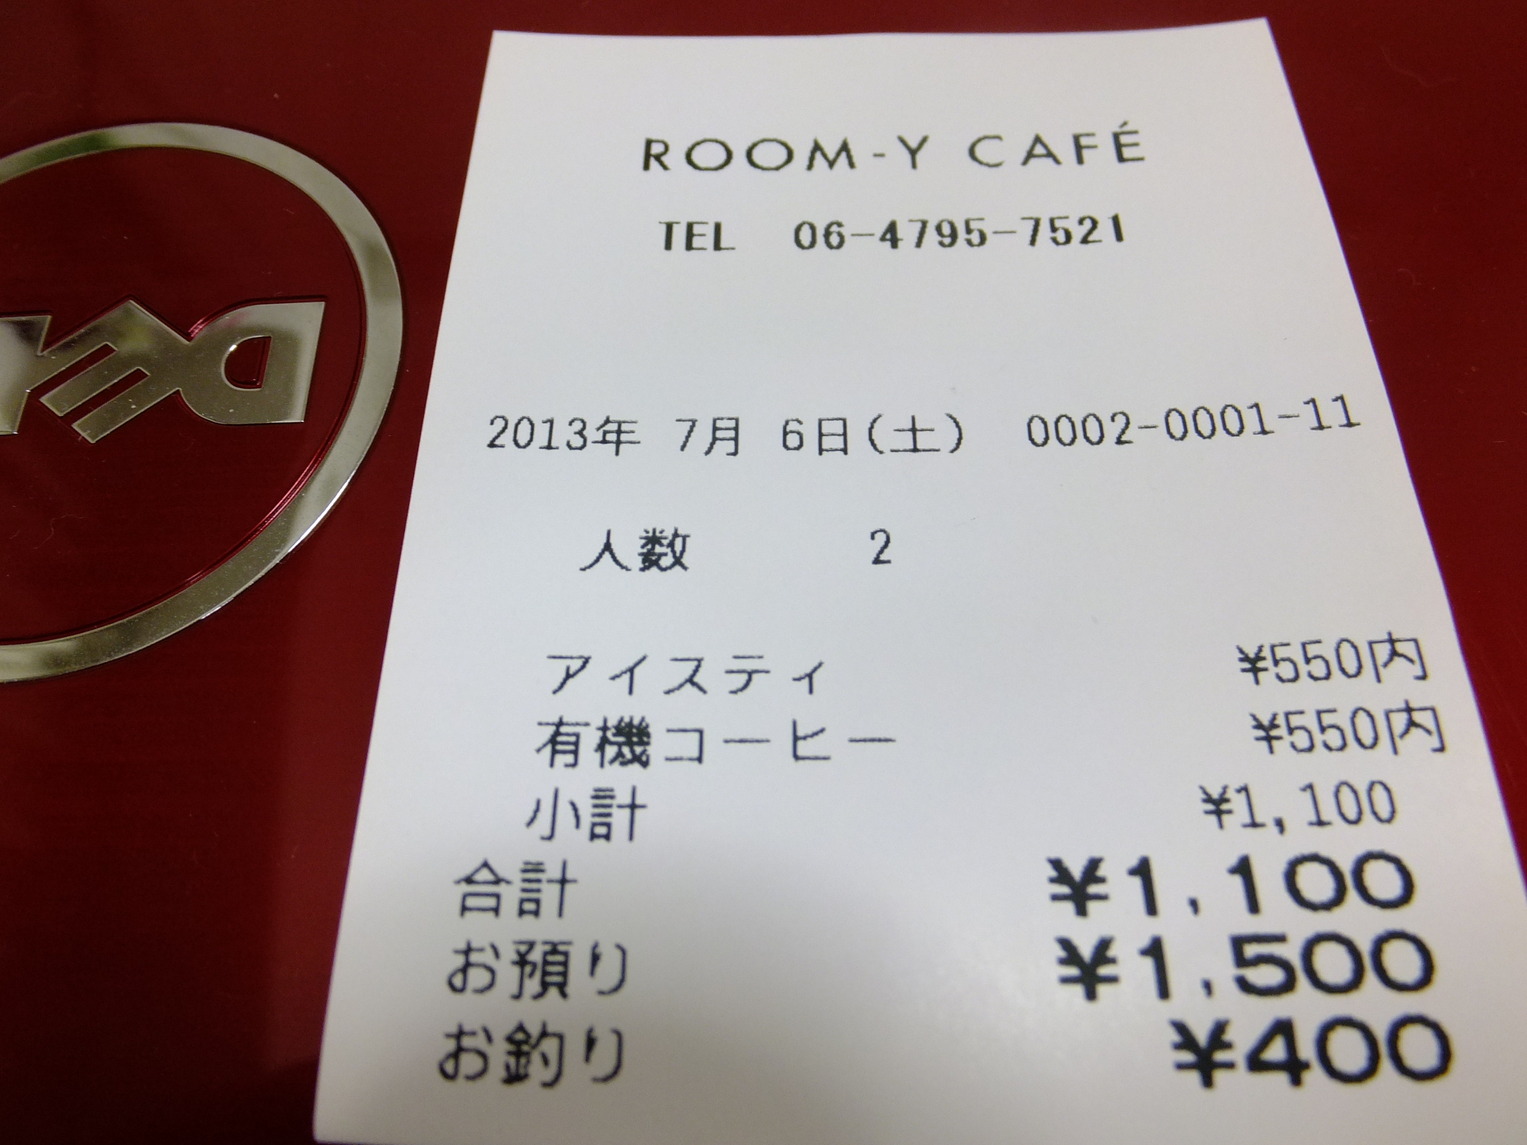 DELL
ROOM-Y CAFÉ
TEL 06-4795-7521
2013年 7月 6日(土) 0002-0001-11
人数 2
アイスティ ¥550内
有機コーヒー ¥550内
小計 ¥1,100
合計 ¥1,100
お預り ¥1,500
お釣り ¥400